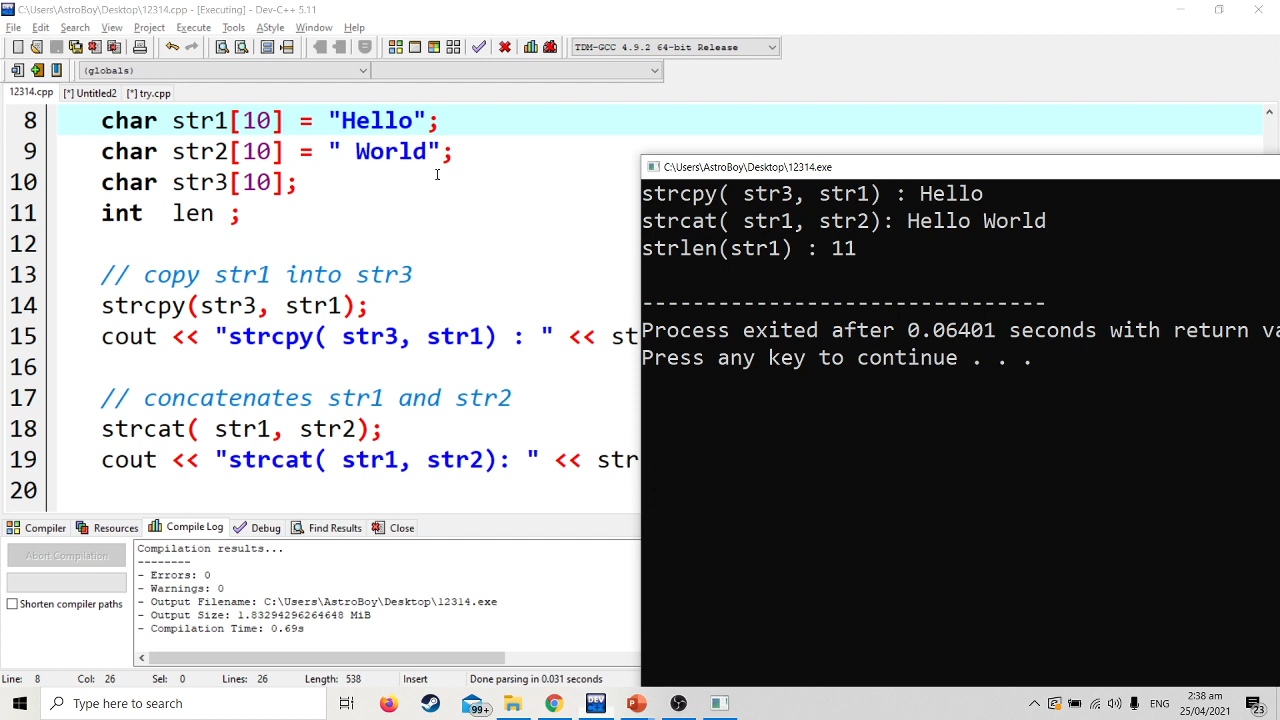 C:\Users\AstroBoy\Desktop\12314.cpp - [Executing] - Dev-C++ 5.11
File Edit Search View Project Execute Tools AStyle Window Help
TDM-GCC 4.9.2 64-bit Release
(globals)
12314.cpp [*] Untitled2 [*] try.cpp
8 char str1[10] = "Hello";
9 char str2[10] = " World";
10 char str3[10];
11 int len ;
12
13 // copy str1 into str3
14 strcpy(str3, str1);
15 cout << "strcpy( str3, str1) : " << st
16
17 // concatenates str1 and str2
18 strcat( str1, str2);
19 cout << "strcat( str1, str2): " << str
20
C:\Users\AstroBoy\Desktop\12314.exe
strcpy( str3, str1) : Hello
strcat( str1, str2): Hello World
strlen(str1) : 11
--------------------------------
Process exited after 0.06401 seconds with return va
Press any key to continue . . .
Compiler Resources Compile Log Debug Find Results Close
Abort Compilation
Shorten compiler paths
Compilation results...
--------
- Errors: 0
- Warnings: 0
- Output Filename: C:\Users\AstroBoy\Desktop\12314.exe
- Output Size: 1.83294296264648 MiB
- Compilation Time: 0.69s
Line: 8 Col: 26 Sel: 0 Lines: 26 Length: 538 Insert Done parsing in 0.031 seconds
Type here to search
DEV
99+
ENG
2:38 am
25/04/2021
23